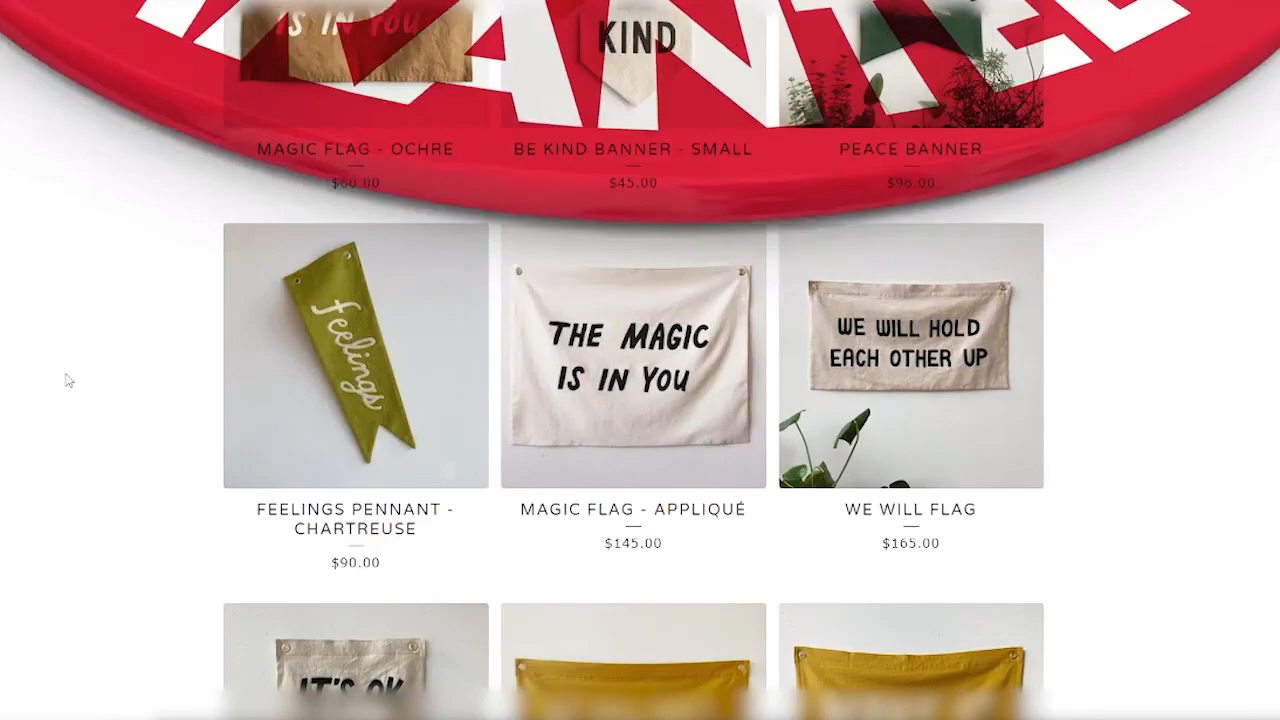 IS IN YOU
KIND
MAGIC FLAG - OCHRE
$60.00
BE KIND BANNER - SMALL
$45.00
PEACE BANNER
$96.00
feelings
THE MAGIC
IS IN YOU
WE WILL HOLD
EACH OTHER UP
FEELINGS PENNANT -
CHARTREUSE
$90.00
MAGIC FLAG - APPLIQUÉ
$145.00
WE WILL FLAG
$165.00
IT'S OK